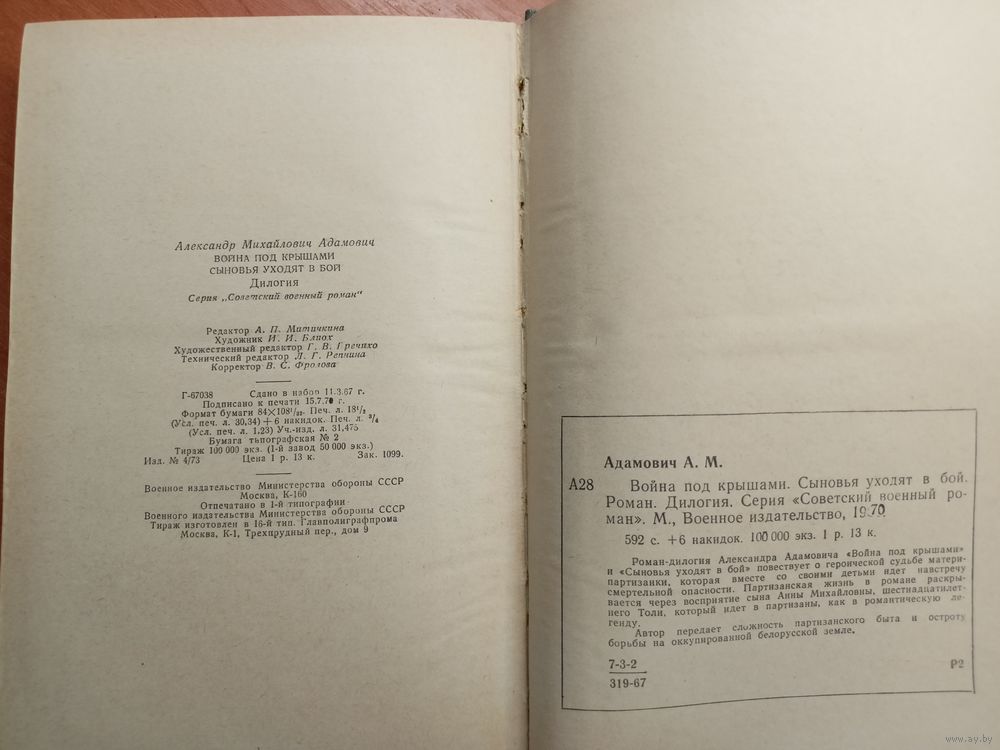 Александр Михайлович Адамович
ВОЙНА ПОД КРЫШАМИ
СЫНОВЬЯ УХОДЯТ В БОЙ
Дилогия
Серия „Советский военный роман"
Редактор А. П. Матичкина
Художник И. И. Блиох
Художественный редактор Г. В. Гречихо
Технический редактор Л. Г. Репнина
Корректор В. С. Фролова
Г-67038 Сдано в набор 11.3.67 г.
Подписано к печати 15.7.70 г.
Формат бумаги 84×108¹/₃₂. Печ. л. 18¹/₂
(Усл. печ. л. 30,34) + 6 накидок. Печ. л. ³/₄
(Усл. печ. л. 1,23) Уч.-изд. л. 31,475
Бумага типографская № 2
Тираж 100 000 экз. (1-й завод 50 000 экз.)
Изд. № 4/73 Цена 1 р. 13 к. Зак. 1099.
Военное издательство Министерства обороны СССР
Москва, К-160
Отпечатано в 1-й типографии
Военного издательства Министерства обороны СССР
Тираж изготовлен в 16-й тип. Главполиграфпрома
Москва, К-1, Трехпрудный пер., дом 9
Адамович А. М.
А28 Война под крышами. Сыновья уходят в бой.
Роман. Дилогия. Серия «Советский военный ро-
ман». М., Военное издательство, 1970
592 с. + 6 накидок. 100 000 экз. 1 р. 13 к.
Роман-дилогия Александра Адамовича «Война под крышами»
и «Сыновья уходят в бой» повествует о героической судьбе матери-
партизанки, которая вместе со своими детьми идет навстречу
смертельной опасности. Партизанская жизнь в романе раскры-
вается через восприятие сына Анны Михайловны, шестнадцатилет-
него Толи, который идет в партизаны, как в романтическую ле-
генду.
Автор передает сложность партизанского быта и остроту
борьбы на оккупированной белорусской земле.
7-3-2 Р2
319-67
www.ay.by